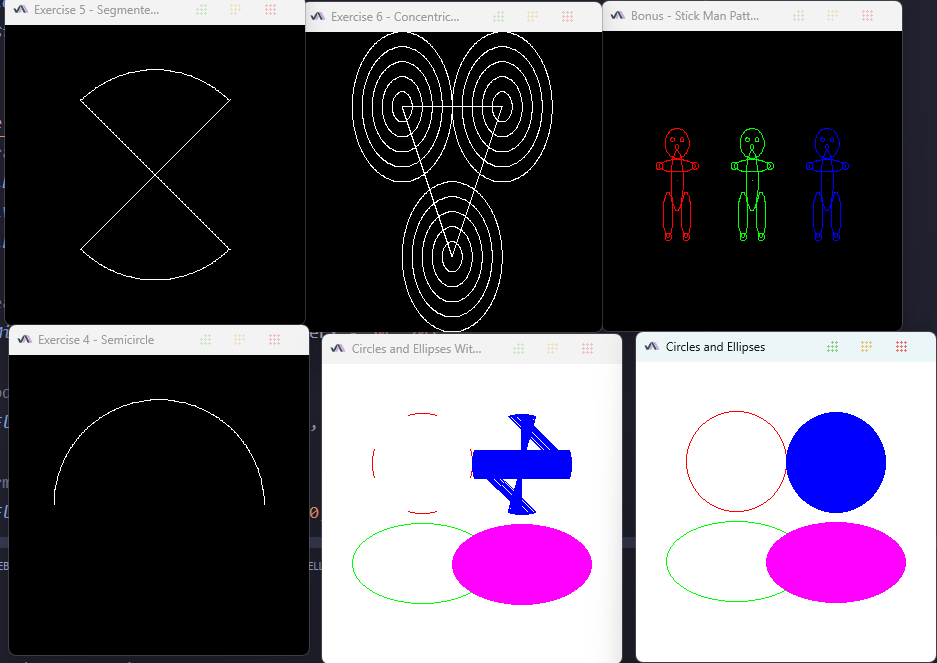 Exercise 5 - Segmente...
Exercise 6 - Concentric...
Bonus - Stick Man Patt...
Exercise 4 - Semicircle
Circles and Ellipses Wit...
Circles and Ellipses